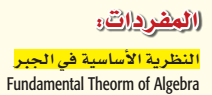 المفردات:
النظرية الأساسية في الجبر
Fundamental Theorm of Algebra